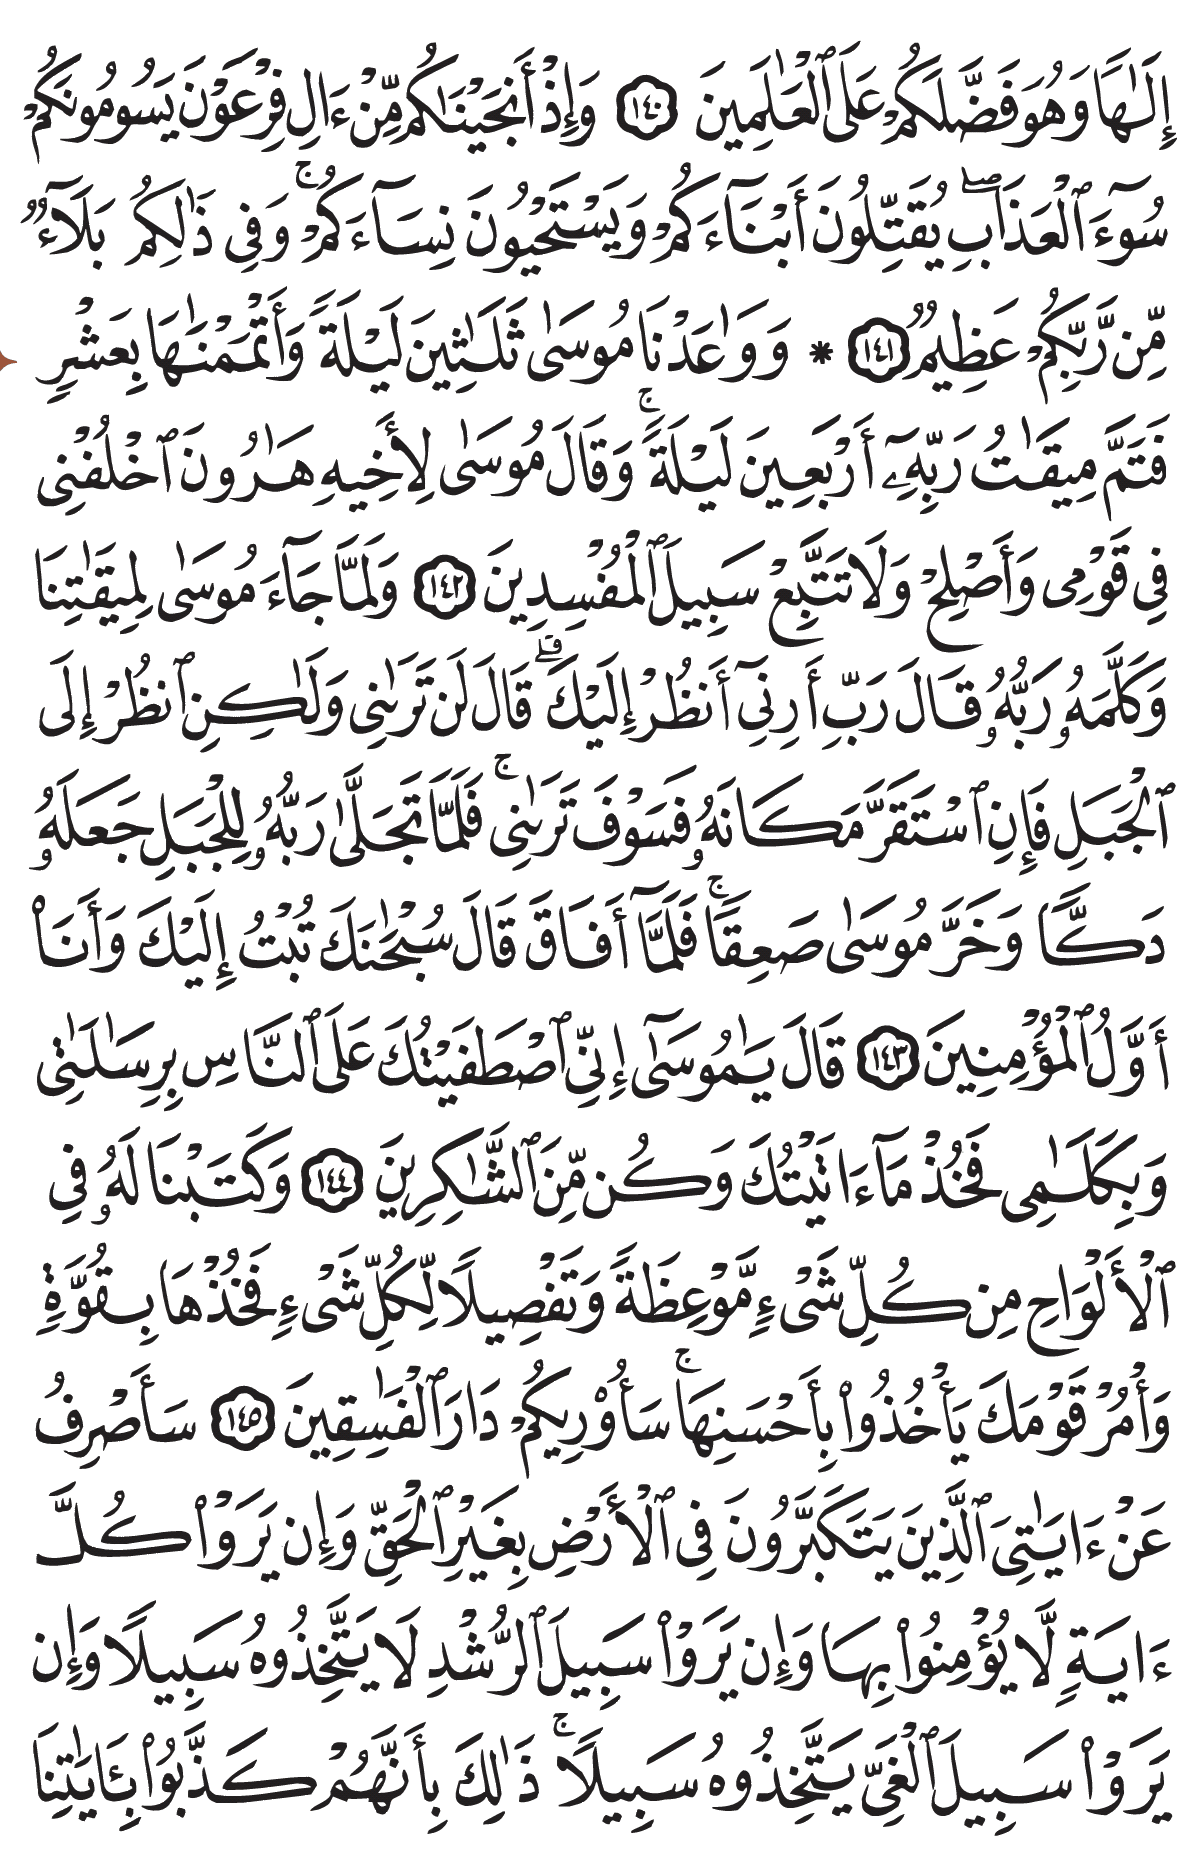 إِلَٰهًا وَهُوَ فَضَّلَكُمْ عَلَى ٱلْعَٰلَمِينَ ١٤٠ وَإِذْ أَنجَيْنَٰكُم مِّنْ ءَالِ فِرْعَوْنَ يَسُومُونَكُمْ
سُوٓءَ ٱلْعَذَابِ ۖ يُقَتِّلُونَ أَبْنَآءَكُمْ وَيَسْتَحْيُونَ نِسَآءَكُمْ ۚ وَفِى ذَٰلِكُم بَلَآءٌ
مِّن رَّبِّكُمْ عَظِيمٌ ١٤١ * وَوَٰعَدْنَا مُوسَىٰ ثَلَٰثِينَ لَيْلَةً وَأَتْمَمْنَٰهَا بِعَشْرٍ
فَتَمَّ مِيقَٰتُ رَبِّهِۦٓ أَرْبَعِينَ لَيْلَةً ۚ وَقَالَ مُوسَىٰ لِأَخِيهِ هَٰرُونَ ٱخْلُفْنِى
فِى قَوْمِى وَأَصْلِحْ وَلَا تَتَّبِعْ سَبِيلَ ٱلْمُفْسِدِينَ ١٤٢ وَلَمَّا جَآءَ مُوسَىٰ لِمِيقَٰتِنَا
وَكَلَّمَهُۥ رَبُّهُۥ قَالَ رَبِّ أَرِنِىٓ أَنظُرْ إِلَيْكَ ۚ قَالَ لَن تَرَىٰنِى وَلَٰكِنِ ٱنظُرْ إِلَى
ٱلْجَبَلِ فَإِنِ ٱسْتَقَرَّ مَكَانَهُۥ فَسَوْفَ تَرَىٰنِى ۚ فَلَمَّا تَجَلَّىٰ رَبُّهُۥ لِلْجَبَلِ جَعَلَهُۥ
دَكًّا وَخَرَّ مُوسَىٰ صَعِقًا ۚ فَلَمَّآ أَفَاقَ قَالَ سُبْحَٰنَكَ تُبْتُ إِلَيْكَ وَأَنَا۠
أَوَّلُ ٱلْمُؤْمِنِينَ ١٤٣ قَالَ يَٰمُوسَىٰٓ إِنِّى ٱصْطَفَيْتُكَ عَلَى ٱلنَّاسِ بِرِسَٰلَٰتِى
وَبِكَلَٰمِى فَخُذْ مَآ ءَاتَيْتُكَ وَكُن مِّنَ ٱلشَّٰكِرِينَ ١٤٤ وَكَتَبْنَا لَهُۥ فِى
ٱلْأَلْوَاحِ مِن كُلِّ شَىْءٍ مَّوْعِظَةً وَتَفْصِيلًا لِّكُلِّ شَىْءٍ فَخُذْهَا بِقُوَّةٍ
وَأْمُرْ قَوْمَكَ يَأْخُذُوا۟ بِأَحْسَنِهَا ۚ سَأُو۟رِيكُمْ دَارَ ٱلْفَٰسِقِينَ ١٤٥ سَأَصْرِفُ
عَنْ ءَايَٰتِىَ ٱلَّذِينَ يَتَكَبَّرُونَ فِى ٱلْأَرْضِ بِغَيْرِ ٱلْحَقِّ وَإِن يَرَوْا۟ كُلَّ
ءَايَةٍ لَّا يُؤْمِنُوا۟ بِهَا وَإِن يَرَوْا۟ سَبِيلَ ٱلرُّشْدِ لَا يَتَّخِذُوهُ سَبِيلًا وَإِن
يَرَوْا۟ سَبِيلَ ٱلْغَىِّ يَتَّخِذُوهُ سَبِيلًا ۚ ذَٰلِكَ بِأَنَّهُمْ كَذَّبُوا۟ بِـَٔايَٰتِنَا